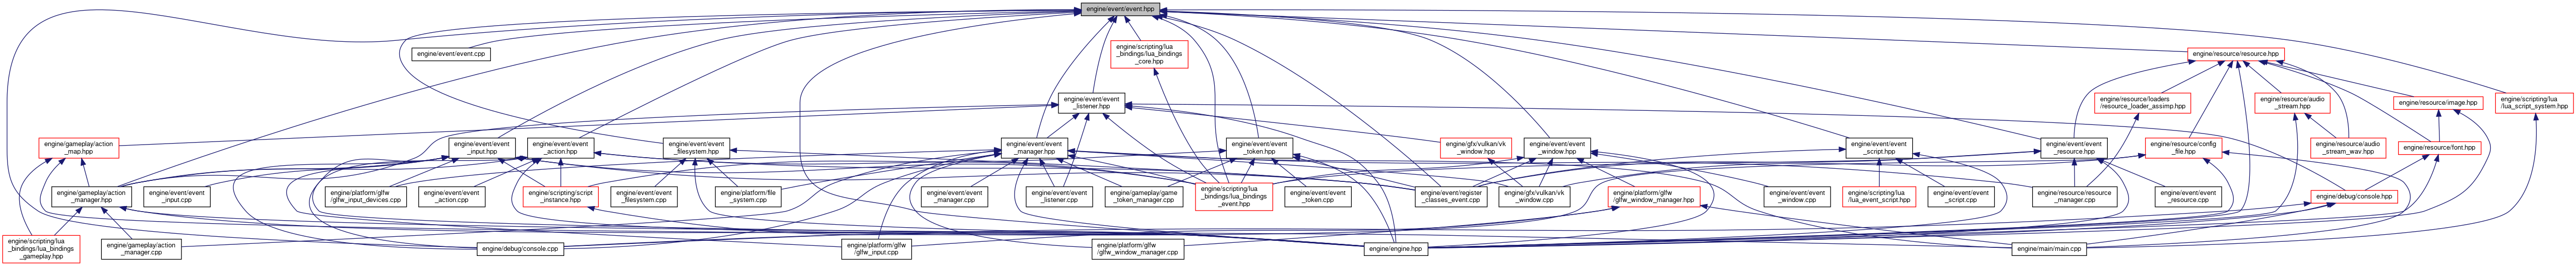 engine/event/event.hpp
engine/event/event.cpp
engine/scripting/lua
_bindings/lua_bindings
_core.hpp
engine/resource/resource.hpp
engine/event/event
_listener.hpp
engine/resource/loaders
/resource_loader_assimp.hpp
engine/resource/audio
_stream.hpp
engine/resource/image.hpp
engine/scripting/lua
/lua_script_system.hpp
engine/gameplay/action
_map.hpp
engine/event/event
_input.hpp
engine/event/event
_action.hpp
engine/event/event
_filesystem.hpp
engine/event/event
_manager.hpp
engine/event/event
_token.hpp
engine/gfx/vulkan/vk
_window.hpp
engine/event/event
_window.hpp
engine/event/event
_script.hpp
engine/event/event
_resource.hpp
engine/resource/config
_file.hpp
engine/resource/audio
_stream_wav.hpp
engine/resource/font.hpp
engine/gameplay/action
_manager.hpp
engine/event/event
_input.cpp
engine/platform/glfw
/glfw_input_devices.cpp
engine/event/event
_action.cpp
engine/scripting/script
_instance.hpp
engine/event/event
_filesystem.cpp
engine/platform/file
_system.cpp
engine/event/event
_manager.cpp
engine/event/event
_listener.cpp
engine/gameplay/game
_token_manager.cpp
engine/scripting/lua
_bindings/lua_bindings
_event.hpp
engine/event/event
_token.cpp
engine/event/register
_classes_event.cpp
engine/gfx/vulkan/vk
_window.cpp
engine/platform/glfw
/glfw_window_manager.hpp
engine/event/event
_window.cpp
engine/scripting/lua
/lua_event_script.hpp
engine/event/event
_script.cpp
engine/resource/resource
_manager.cpp
engine/event/event
_resource.cpp
engine/debug/console.hpp
engine/scripting/lua
_bindings/lua_bindings
_gameplay.hpp
engine/gameplay/action
_manager.cpp
engine/debug/console.cpp
engine/platform/glfw
/glfw_input.cpp
engine/platform/glfw
/glfw_window_manager.cpp
engine/engine.hpp
engine/main/main.cpp